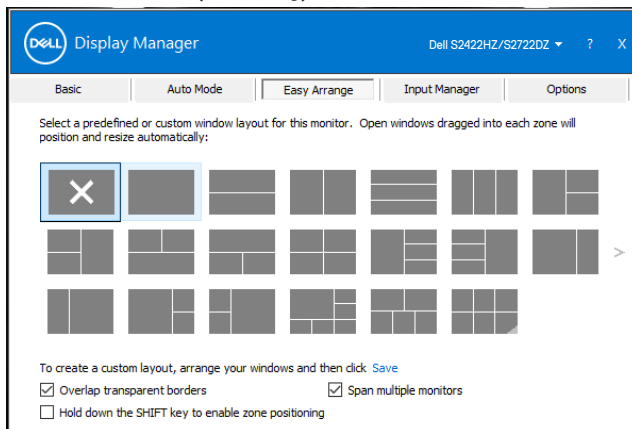 DELL Display Manager Dell S2422HZ/S2722DZ ? X
Basic Auto Mode Easy Arrange Input Manager Options
Select a predefined or custom window layout for this monitor. Open windows dragged into each zone will
position and resize automatically:
>
To create a custom layout, arrange your windows and then click Save
Overlap transparent borders Span multiple monitors
Hold down the SHIFT key to enable zone positioning